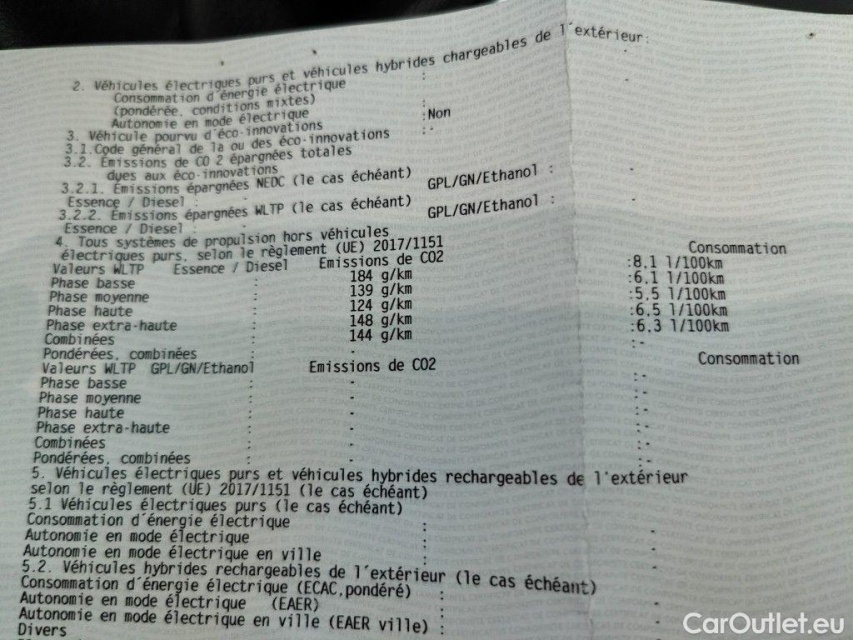 2. Véhicules électriques purs et véhicules hybrides chargeables de l'extérieur:
Consommation d'énergie électrique :
(pondérée, conditions mixtes)
Autonomie en mode électrique :
3. Véhicule pourvu d'éco-innovations :Non
3.1.Code général de la ou des éco-innovations :-
3.2. Émissions de CO 2 épargnées totales
dues aux éco-innovations
3.2.1. Émissions épargnées NEDC (le cas échéant)
Essence / Diesel : GPL/GN/Ethanol : -
3.2.2. Émissions épargnées WLTP (le cas échéant)
Essence / Diesel : GPL/GN/Ethanol : -
4. Tous systèmes de propulsion hors véhicules
électriques purs, selon le règlement (UE) 2017/1151
Valeurs WLTP Essence / Diesel Emissions de CO2 Consommation
Phase basse : 184 g/km :8,1 l/100km
Phase moyenne : 139 g/km :6,1 l/100km
Phase haute : 124 g/km :5,5 l/100km
Phase extra-haute : 148 g/km :6,5 l/100km
Combinées : 144 g/km :6,3 l/100km
Pondérées, combinées : - :-
Valeurs WLTP GPL/GN/Ethanol Emissions de CO2 Consommation
Phase basse : - :-
Phase moyenne : - :-
Phase haute : - :-
Phase extra-haute : - :-
Combinées : - :-
Pondérées, combinées : - :-
5. Véhicules électriques purs et véhicules hybrides rechargeables de l'extérieur
selon le règlement (UE) 2017/1151 (le cas échéant)
5.1 Véhicules électriques purs (le cas échéant)
Consommation d'énergie électrique : -
Autonomie en mode électrique : -
Autonomie en mode électrique en ville : -
5.2. Véhicules hybrides rechargeables de l'extérieur (le cas échéant)
Consommation d'énergie électrique (ECAC,pondéré) : -
Autonomie en mode électrique (EAER) : -
Autonomie en mode électrique en ville (EAER ville) : -
Divers
CarOutlet.eu